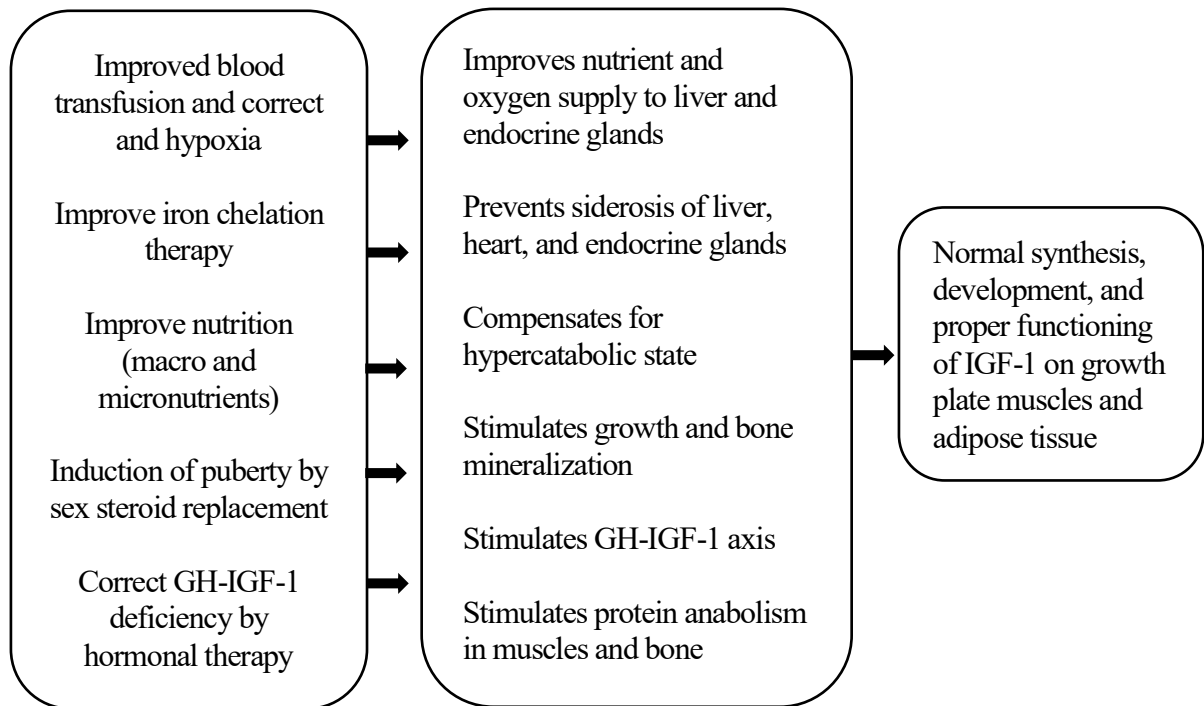 Improved blood
transfusion and correct
and hypoxia
Improve iron chelation
therapy
Improve nutrition
(macro and
micronutrients)
Induction of puberty by
sex steroid replacement
Correct GH-IGF-1
deficiency by
hormonal therapy
Improves nutrient and
oxygen supply to liver and
endocrine glands
Prevents siderosis of liver,
heart, and endocrine glands
Compensates for
hypercatabolic state
Stimulates growth and bone
mineralization
Stimulates GH-IGF-1 axis
Stimulates protein anabolism
in muscles and bone
Normal synthesis,
development, and
proper functioning
of IGF-1 on growth
plate muscles and
adipose tissue